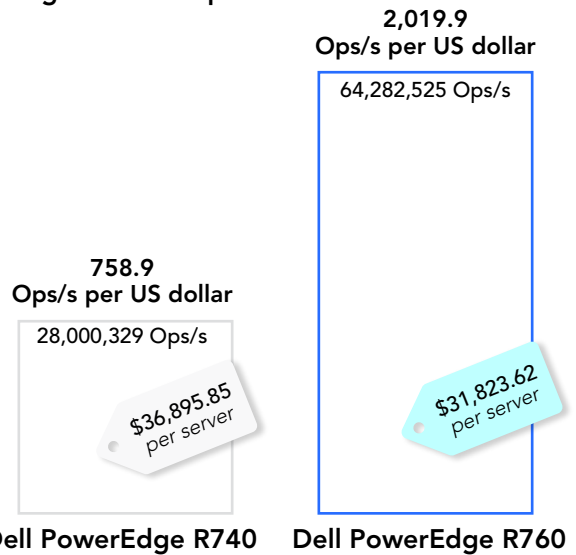 2,019.9
Ops/s per US dollar
64,282,525 Ops/s
758.9
Ops/s per US dollar
28,000,329 Ops/s
$36,895.85
per server
$31,823.62
per server
Dell PowerEdge R740
Dell PowerEdge R760